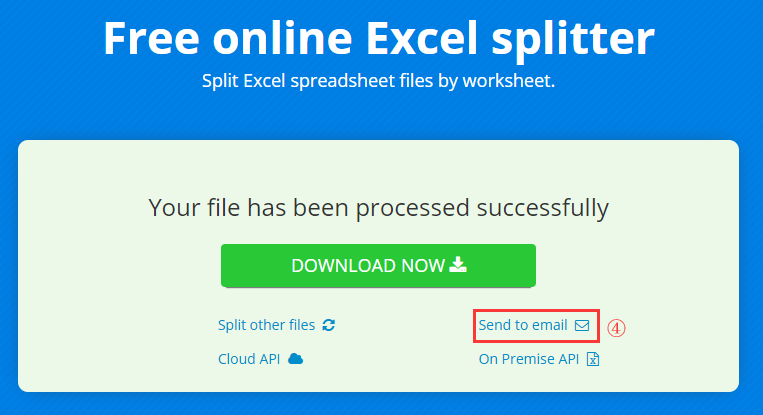 Free online Excel splitter
Split Excel spreadsheet files by worksheet.
Your file has been processed successfully
DOWNLOAD NOW
Split other files
Send to email ④
Cloud API
On Premise API